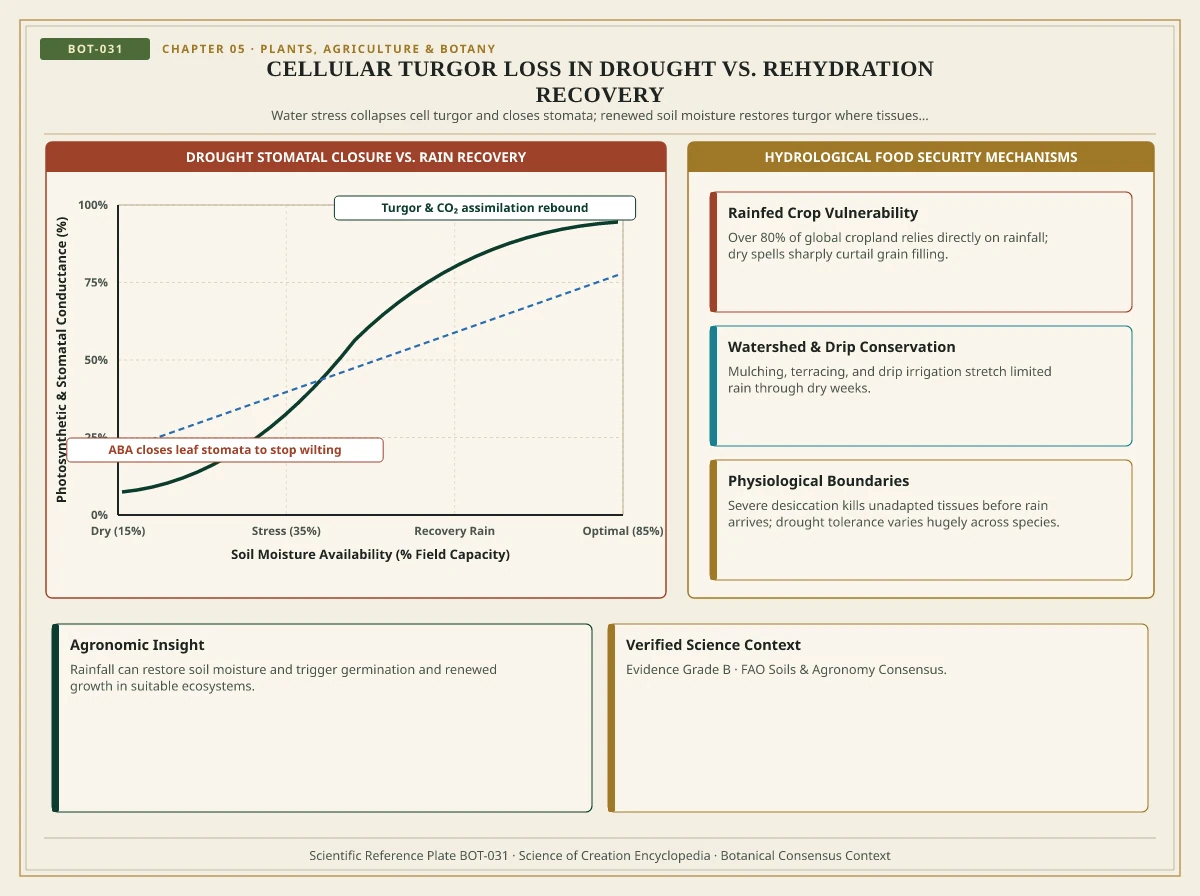 BOT-031
CHAPTER 05 · PLANTS, AGRICULTURE & BOTANY
CELLULAR TURGOR LOSS IN DROUGHT VS. REHYDRATION
RECOVERY
Water stress collapses cell turgor and closes stomata; renewed soil moisture restores turgor where tissues...
DROUGHT STOMATAL CLOSURE VS. RAIN RECOVERY
Photosynthetic & Stomatal Conductance (%)
100%
75%
50%
25%
0%
Turgor & CO₂ assimilation rebound
ABA closes leaf stomata to stop wilting
Dry (15%)
Stress (35%)
Recovery Rain
Optimal (85%)
Soil Moisture Availability (% Field Capacity)
HYDROLOGICAL FOOD SECURITY MECHANISMS
Rainfed Crop Vulnerability
Over 80% of global cropland relies directly on rainfall;
dry spells sharply curtail grain filling.
Watershed & Drip Conservation
Mulching, terracing, and drip irrigation stretch limited
rain through dry weeks.
Physiological Boundaries
Severe desiccation kills unadapted tissues before rain
arrives; drought tolerance varies hugely across species.
Agronomic Insight
Rainfall can restore soil moisture and trigger germination and renewed
growth in suitable ecosystems.
Verified Science Context
Evidence Grade B · FAO Soils & Agronomy Consensus.
Scientific Reference Plate BOT-031 · Science of Creation Encyclopedia · Botanical Consensus Context